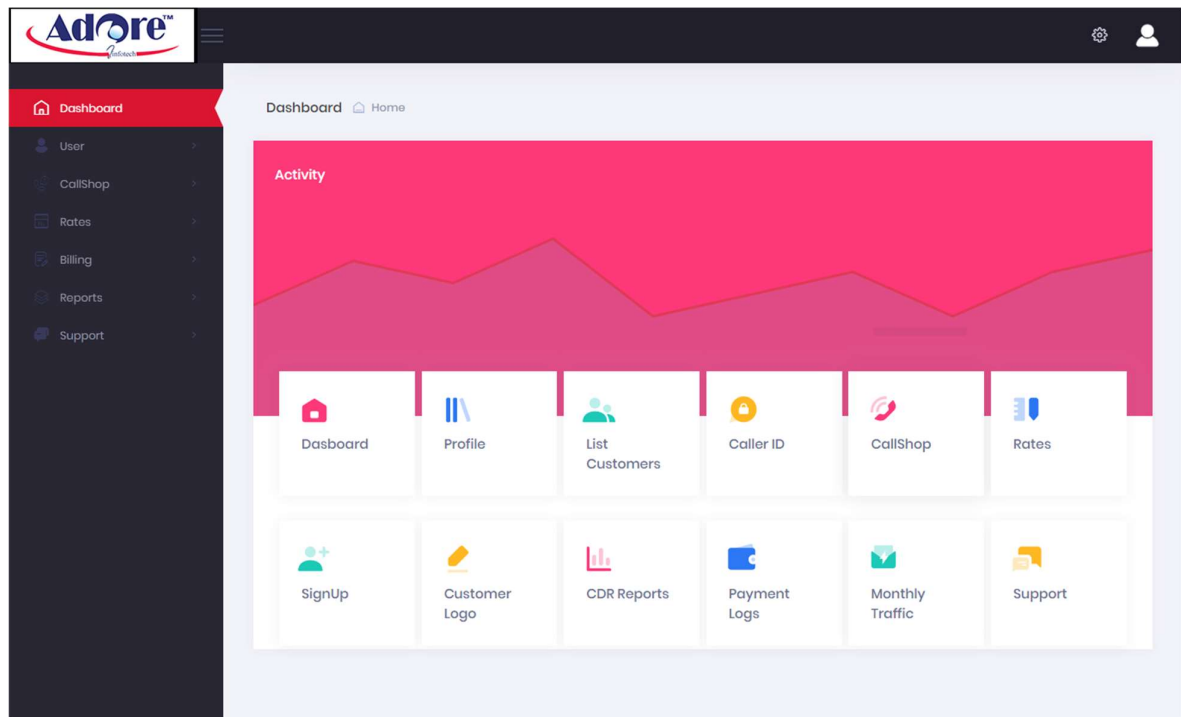 Adore™
Infotech
Dashboard
User
CallShop
Rates
Billing
Reports
Support
Dashboard Home
Activity
Dasboard
Profile
List
Customers
Caller ID
CallShop
Rates
SignUp
Customer
Logo
CDR Reports
Payment
Logs
Monthly
Traffic
Support